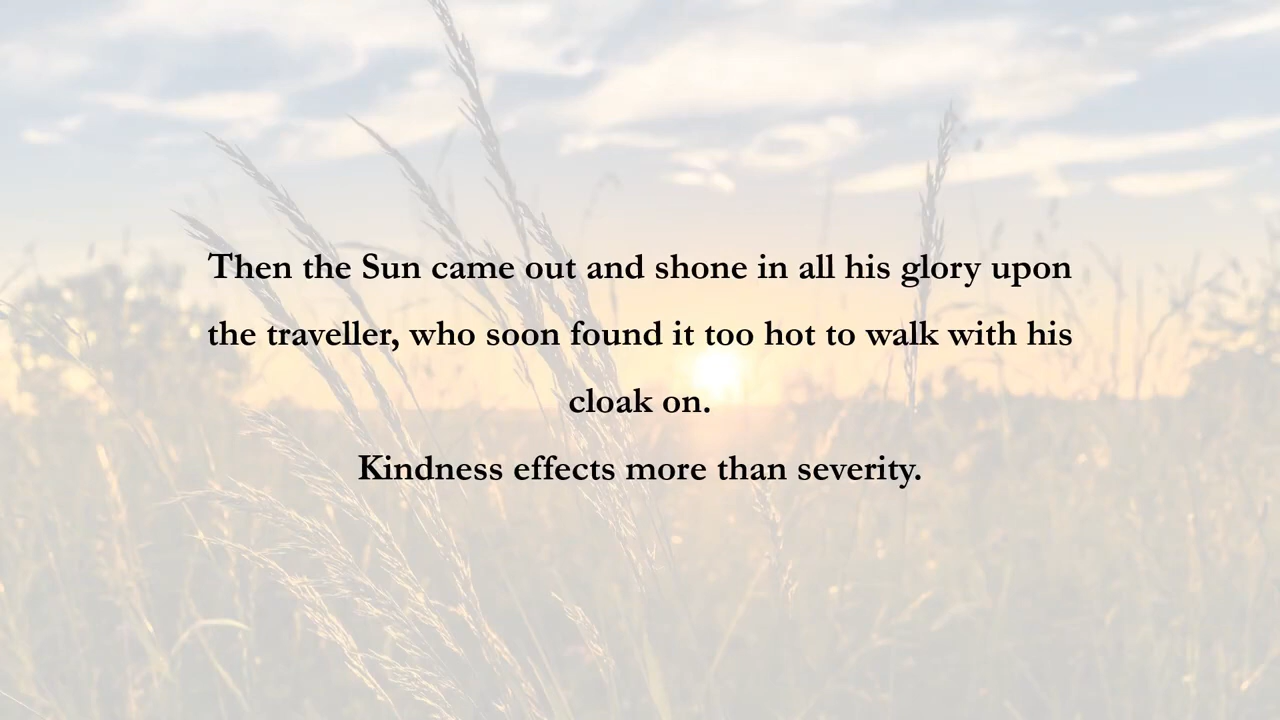 Then the Sun came out and shone in all his glory upon
the traveller, who soon found it too hot to walk with his
cloak on.
Kindness effects more than severity.